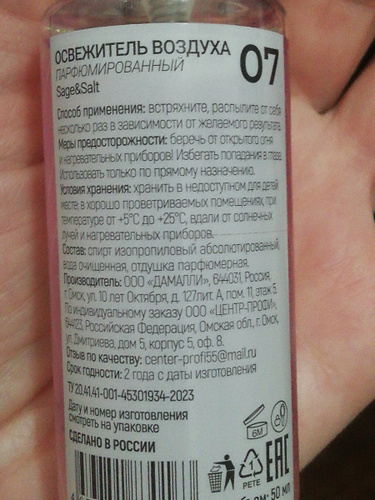 ОСВЕЖИТЕЛЬ ВОЗДУХА
ПАРФЮМИРОВАННЫЙ
07
Sage&Salt
Способ применения: встряхните, распылите от себя
несколько раз в зависимости от желаемого результата.
Меры предосторожности: беречь от открытого огня
и нагревательных приборов! Избегать попадания в глаза.
Использовать только по прямому назначению.
Условия хранения: хранить в недоступном для детей
месте, в хорошо проветриваемых помещениях, при
температуре от +5°С до +25°С, вдали от солнечных
лучей и нагревательных приборов.
Состав: спирт изопропиловый абсолютированный,
вода очищенная, отдушка парфюмерная.
Производитель: ООО «ДАМАЛЛИ», 644031, Россия,
г. Омск, ул. 10 лет Октября, д. 127лит. А, пом. 11, этаж 5.
По индивидуальному заказу ООО «ЦЕНТР-ПРОФИ»,
644123, Российская Федерация, Омская обл., г. Омск,
ул. Дмитриева, дом 5, корпус 5, оф. 8.
Отзыв по качеству: center-profi55@mail.ru
Срок годности: 2 года с даты изготовления
ТУ 20.41.41-001-45301934-2023
Дату и номер изготовления
смотреть на упаковке
СДЕЛАНО В РОССИИ
6M
1
PETE
EAC
50 мл